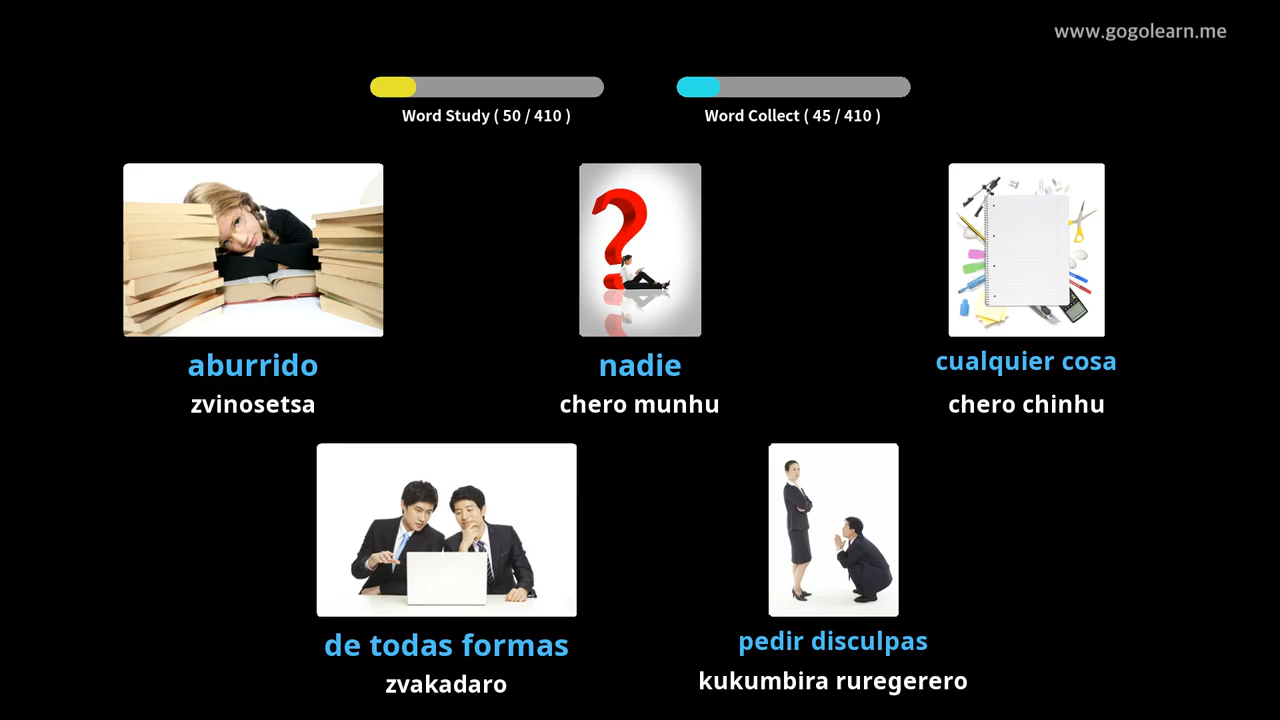 www.gogolearn.me
Word Study ( 50 / 410 )
Word Collect ( 45 / 410 )
aburrido
zvinosetsa
nadie
chero munhu
cualquier cosa
chero chinhu
de todas formas
zvakadaro
pedir disculpas
kukumbira ruregerero